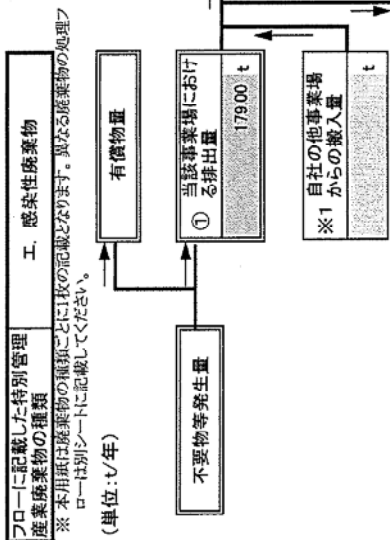 フローに記載した特別管理
産業廃棄物の種類
エ．感染性廃棄物
※ 本用紙は廃棄物の種類ごとに1枚の記載となります。異なる廃棄物の処理フ
ローは別シートに記載してください。
(単位:t/年)
不要物等発生量
有償物量
① 当該事業場におけ
る排出量
17900 t
※1 自社の他事業場
からの搬入量
t